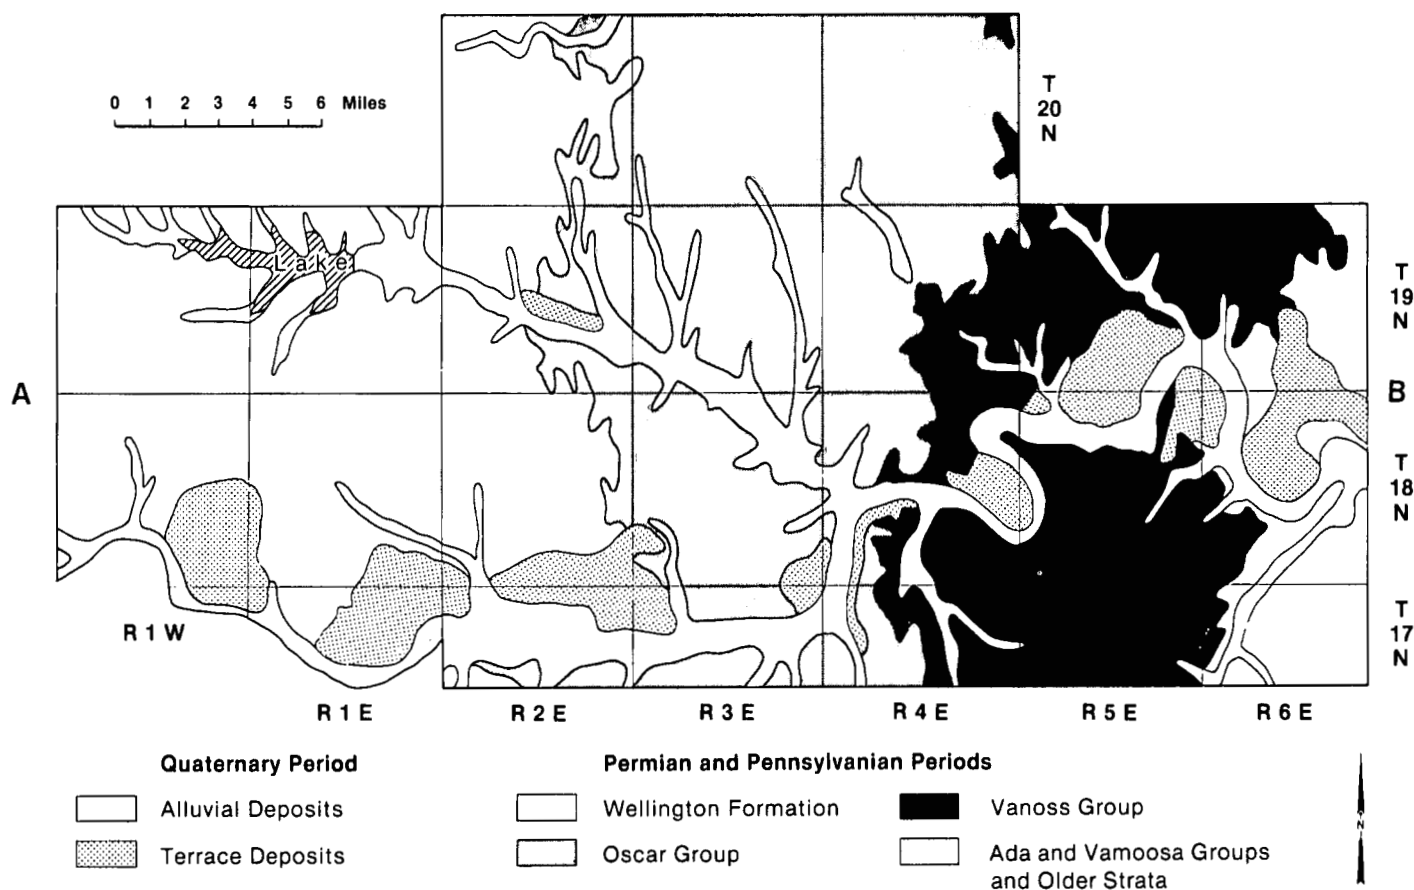 0 1 2 3 4 5 6 Miles
T
20
N
Lake
T
19
N
A
B
T
18
N
T
17
N
R 1 W
R 1 E
R 2 E
R 3 E
R 4 E
R 5 E
R 6 E
Quaternary Period
Alluvial Deposits
Terrace Deposits
Permian and Pennsylvanian Periods
Wellington Formation
Oscar Group
Vanoss Group
Ada and Vamoosa Groups
and Older Strata
N